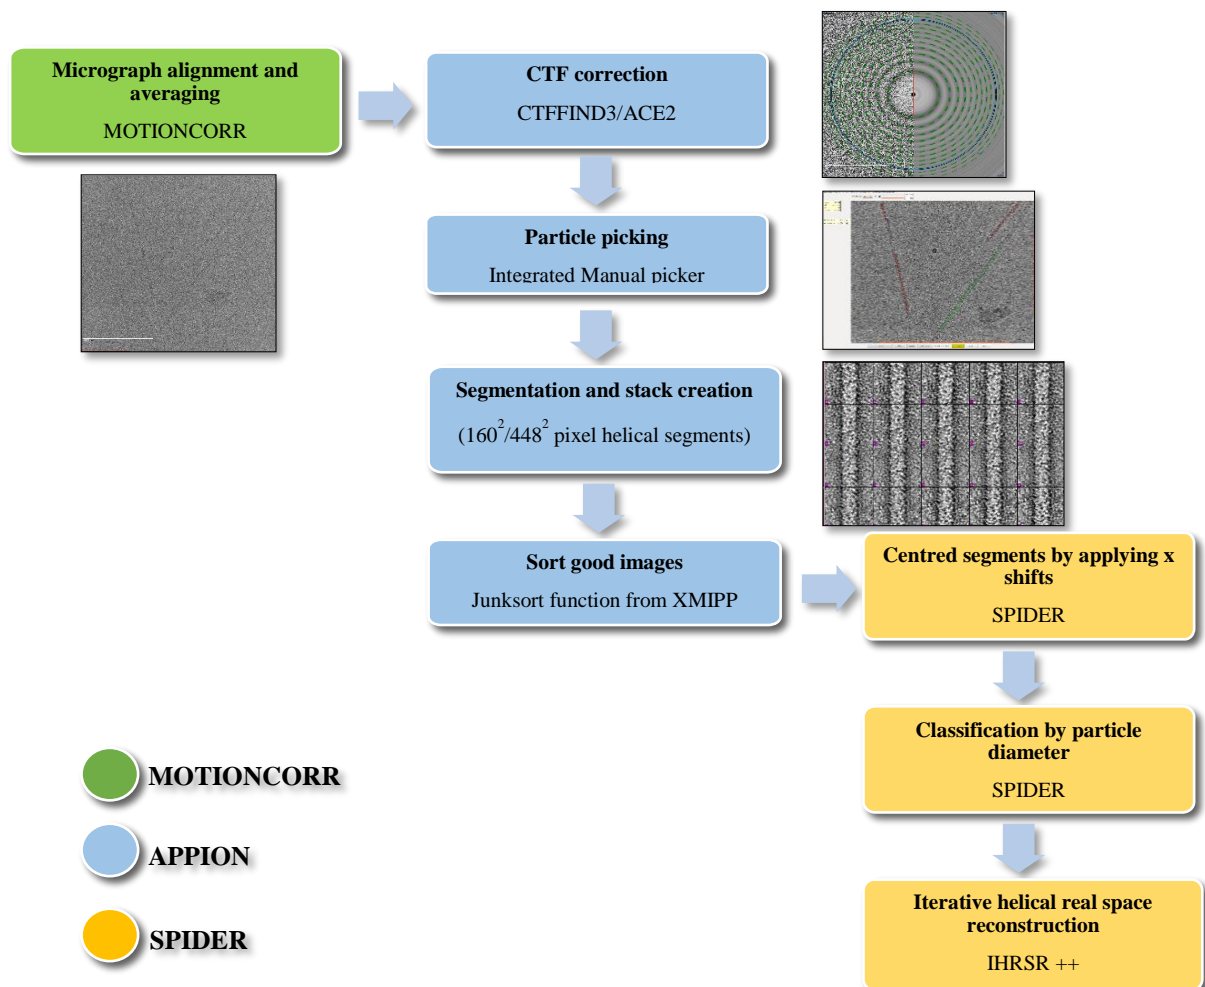 Micrograph alignment and
averaging
MOTIONCORR
CTF correction
CTFFIND3/ACE2
Particle picking
Integrated Manual picker
Segmentation and stack creation
(160²/448² pixel helical segments)
Sort good images
Junksort function from XMIPP
Centred segments by applying x
shifts
SPIDER
Classification by particle
diameter
SPIDER
Iterative helical real space
reconstruction
IHRSR ++
MOTIONCORR
APPION
SPIDER